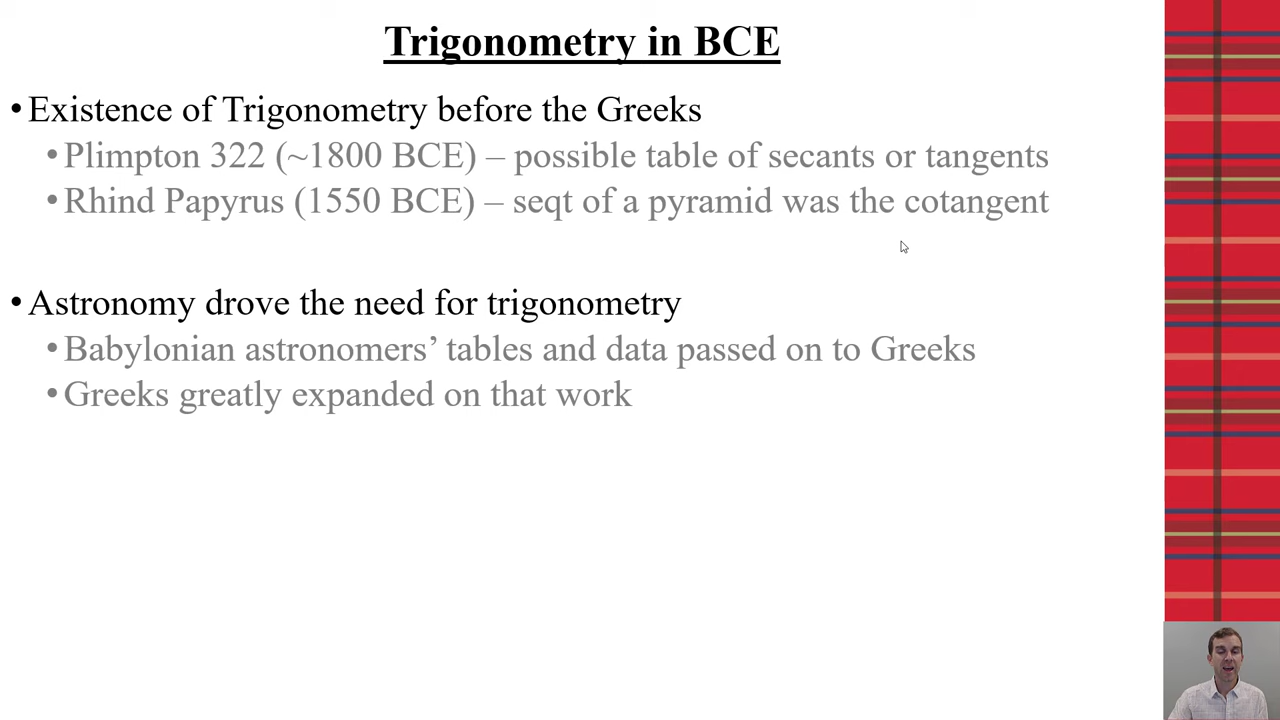 Trigonometry in BCE
• Existence of Trigonometry before the Greeks
• Plimpton 322 (~1800 BCE) – possible table of secants or tangents
• Rhind Papyrus (1550 BCE) – seqt of a pyramid was the cotangent
• Astronomy drove the need for trigonometry
• Babylonian astronomers’ tables and data passed on to Greeks
• Greeks greatly expanded on that work